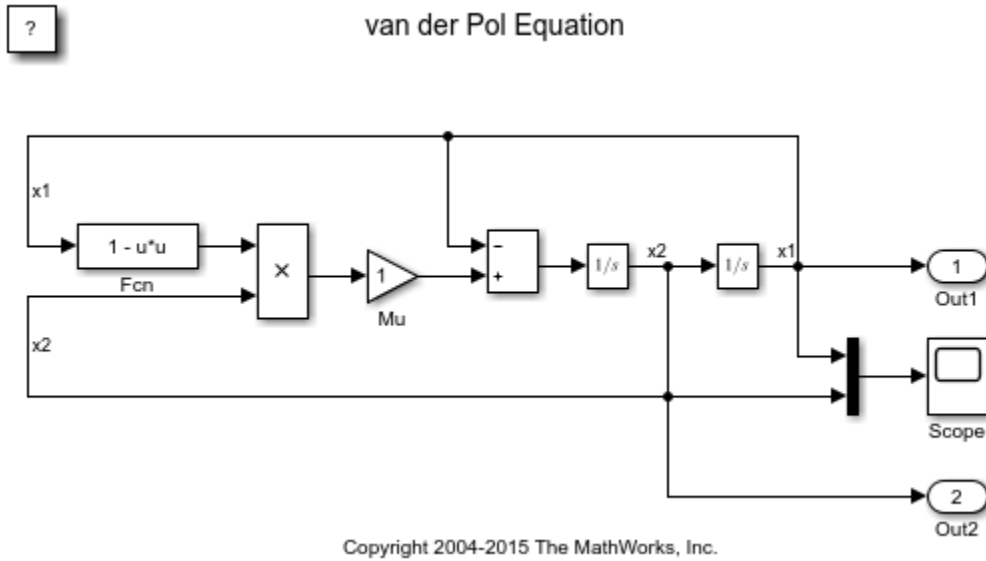 ?
van der Pol Equation
x1
1 - u*u
Fcn
×
1
Mu
−
+
1/s
x2
1/s
x1
1
Out1
x2
Scope
2
Out2
Copyright 2004-2015 The MathWorks, Inc.